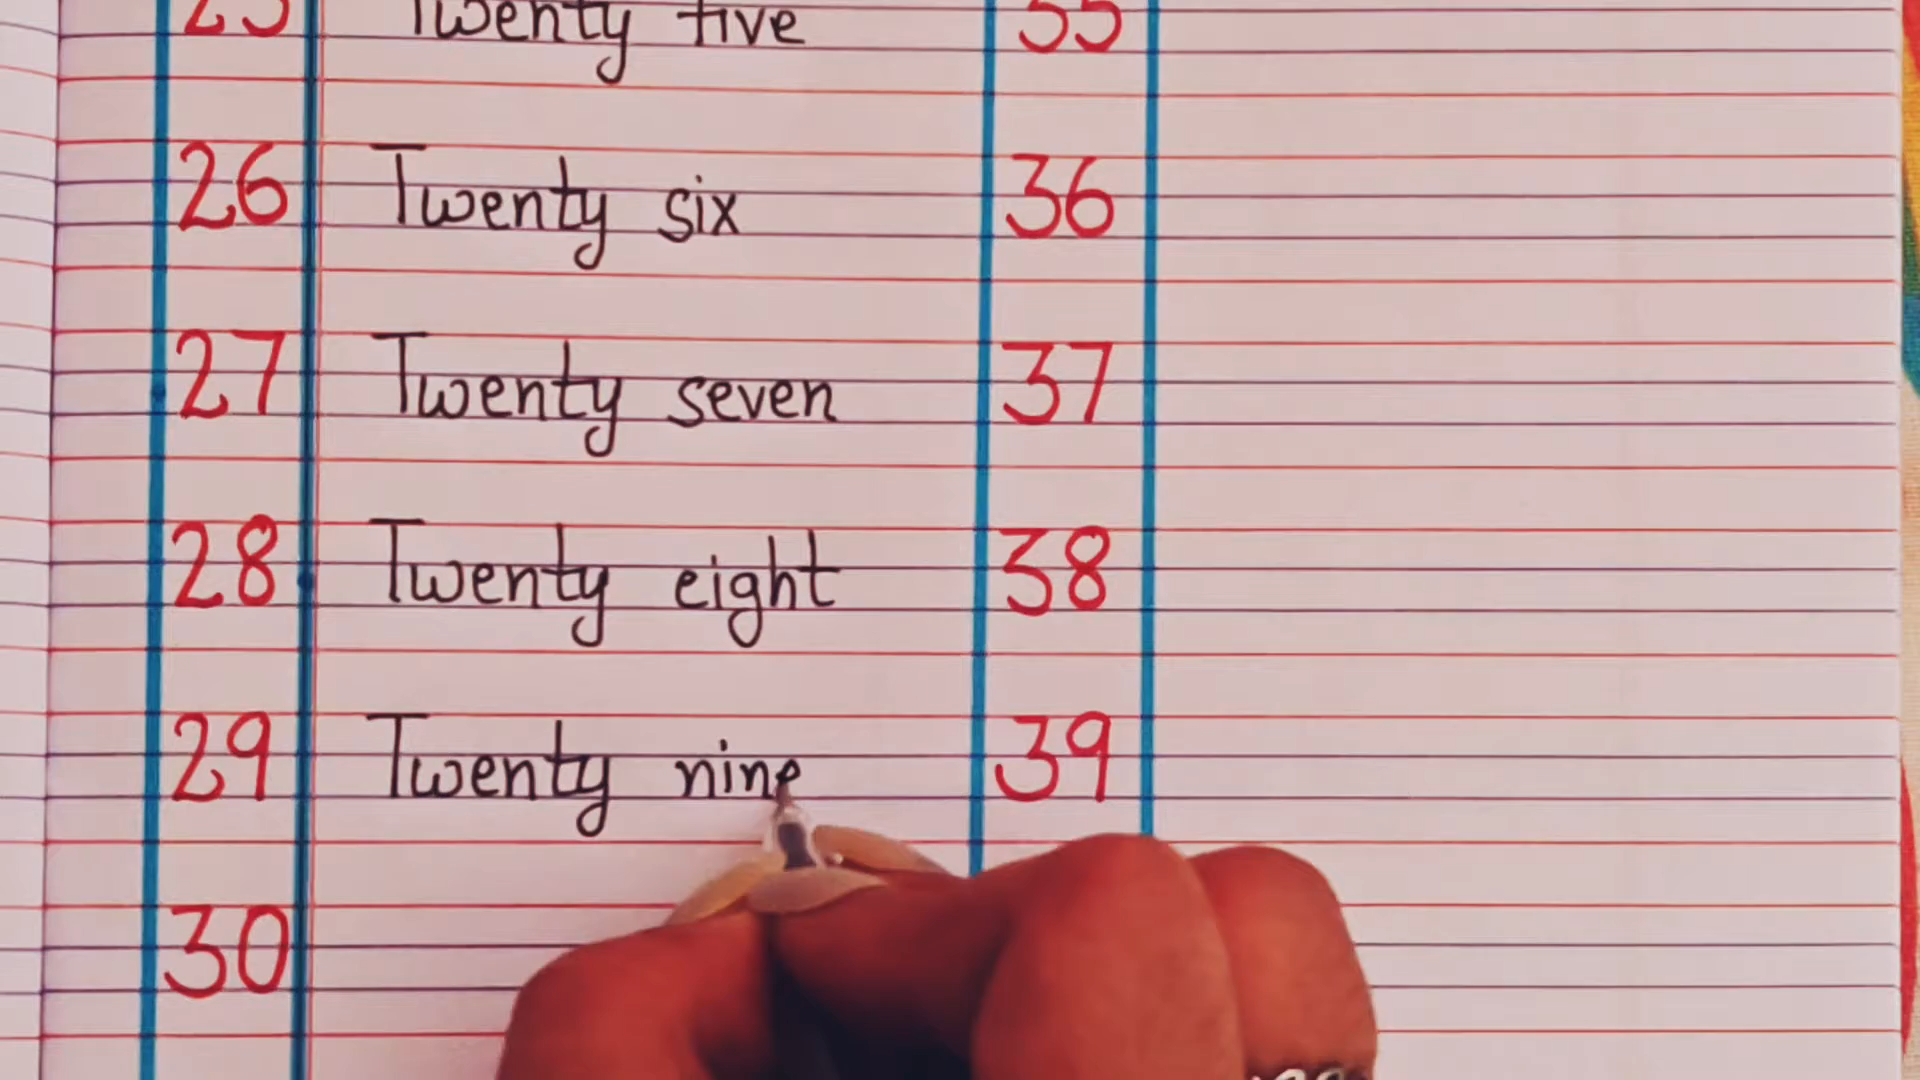 25 Twenty five 35
26 Twenty six 36
27 Twenty seven 37
28 Twenty eight 38
29 Twenty nine 39
30